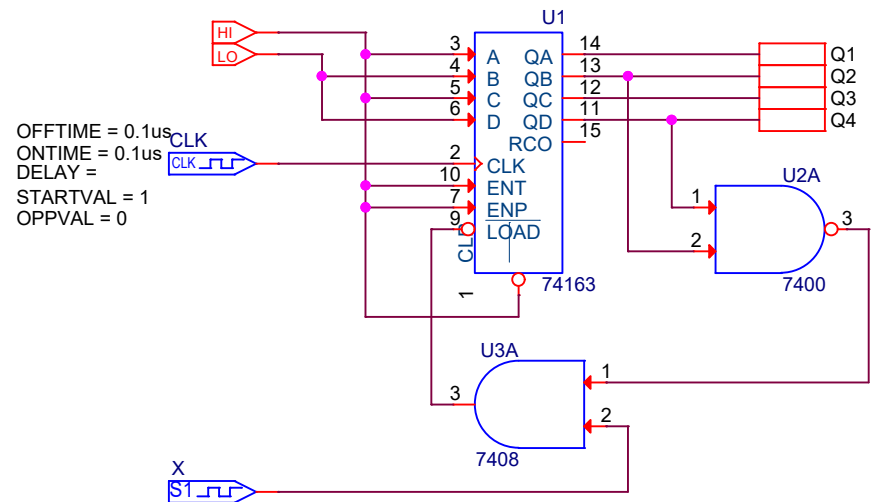 U1
HI
LO
3 A QA 14 Q1
4 B QB 13 Q2
5 C QC 12 Q3
6 D QD 11 Q4
RCO 15
OFFTIME = 0.1us CLK
ONTIME = 0.1us CLK 2 CLK
DELAY =
STARTVAL = 1
OPPVAL = 0
10 ENT
7 ENP
9 LOAD
CLR
1
74163
U2A
1
2
3
7400
U3A
1
2
3
7408
X
S1